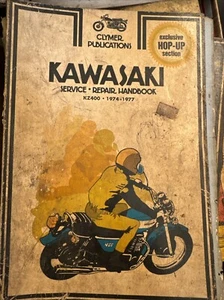 CLYMER
PUBLICATIONS
exclusive
HOP-UP
section
KAWASAKI
SERVICE • REPAIR HANDBOOK
KZ400 • 1974-1977